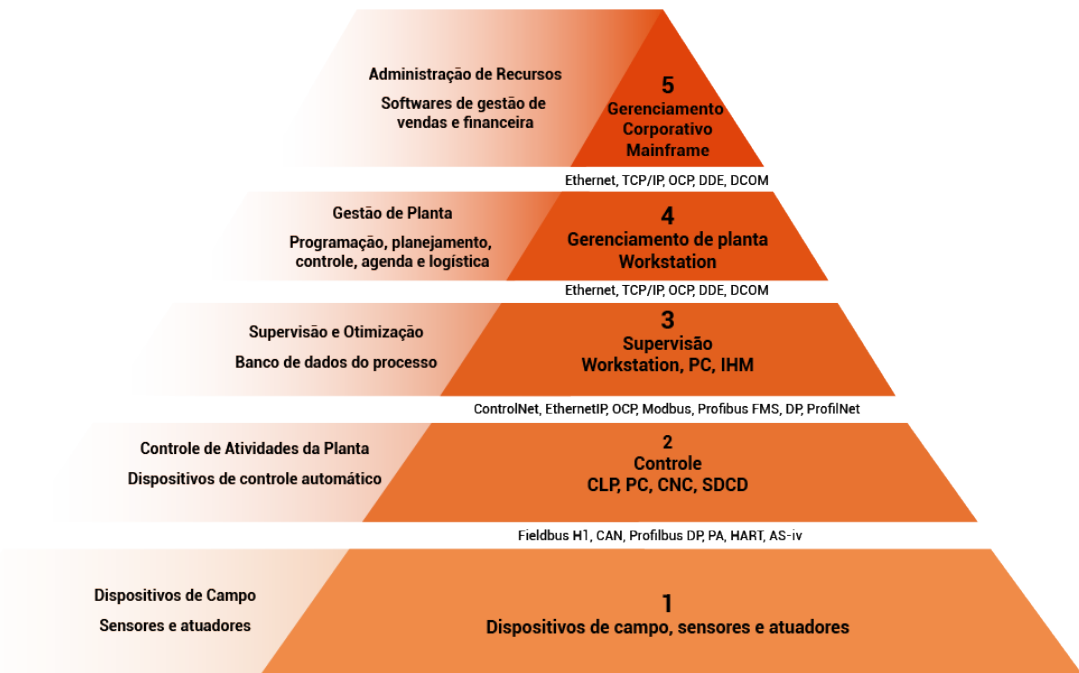 Administração de Recursos
Softwares de gestão de
vendas e financeira
5
Gerenciamento
Corporativo
Mainframe
Ethernet, TCP/IP, OCP, DDE, DCOM
Gestão de Planta
Programação, planejamento,
controle, agenda e logística
4
Gerenciamento de planta
Workstation
Ethernet, TCP/IP, OCP, DDE, DCOM
Supervisão e Otimização
Banco de dados do processo
3
Supervisão
Workstation, PC, IHM
ControlNet, EthernetIP, OCP, Modbus, Profibus FMS, DP, ProfilNet
Controle de Atividades da Planta
Dispositivos de controle automático
2
Controle
CLP, PC, CNC, SDCD
Fieldbus H1, CAN, Profilbus DP, PA, HART, AS-iv
Dispositivos de Campo
Sensores e atuadores
1
Dispositivos de campo, sensores e atuadores